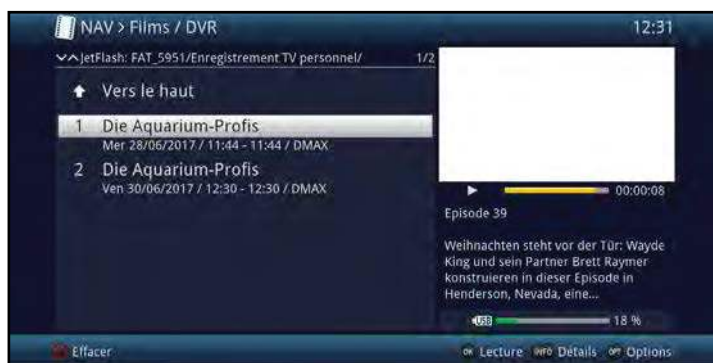 NAV > Films / DVR 12:31
JetFlash: FAT_5951/Enregistrement TV personnel/ 1/2
Vers le haut
1 Die Aquarium-Profis
Mer 28/06/2017 / 11:44 - 11:44 / DMAX
2 Die Aquarium-Profis
Ven 30/06/2017 / 12:30 - 12:30 / DMAX
00:00:08
Episode 39
Weihnachten steht vor der Tür: Wayde
King und sein Partner Brett Raymer
konstruieren in dieser Episode in
Henderson, Nevada, eine...
USB 18 %
Effacer OK Lecture INFO Détails OPT Options